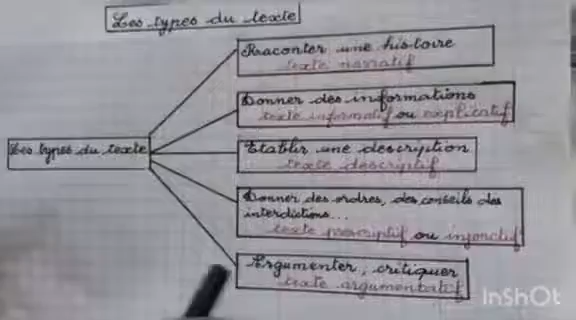 Les types du texte
Raconter une histoire
texte narratif
Donner des informations
texte informatif ou explicatif
Les types du texte
Etablir une description
texte descriptif
Donner des ordres, des conseils des
interdictions...
texte prescriptif ou injonctif
Argumenter, critiquer
texte argumentatif
InShOt